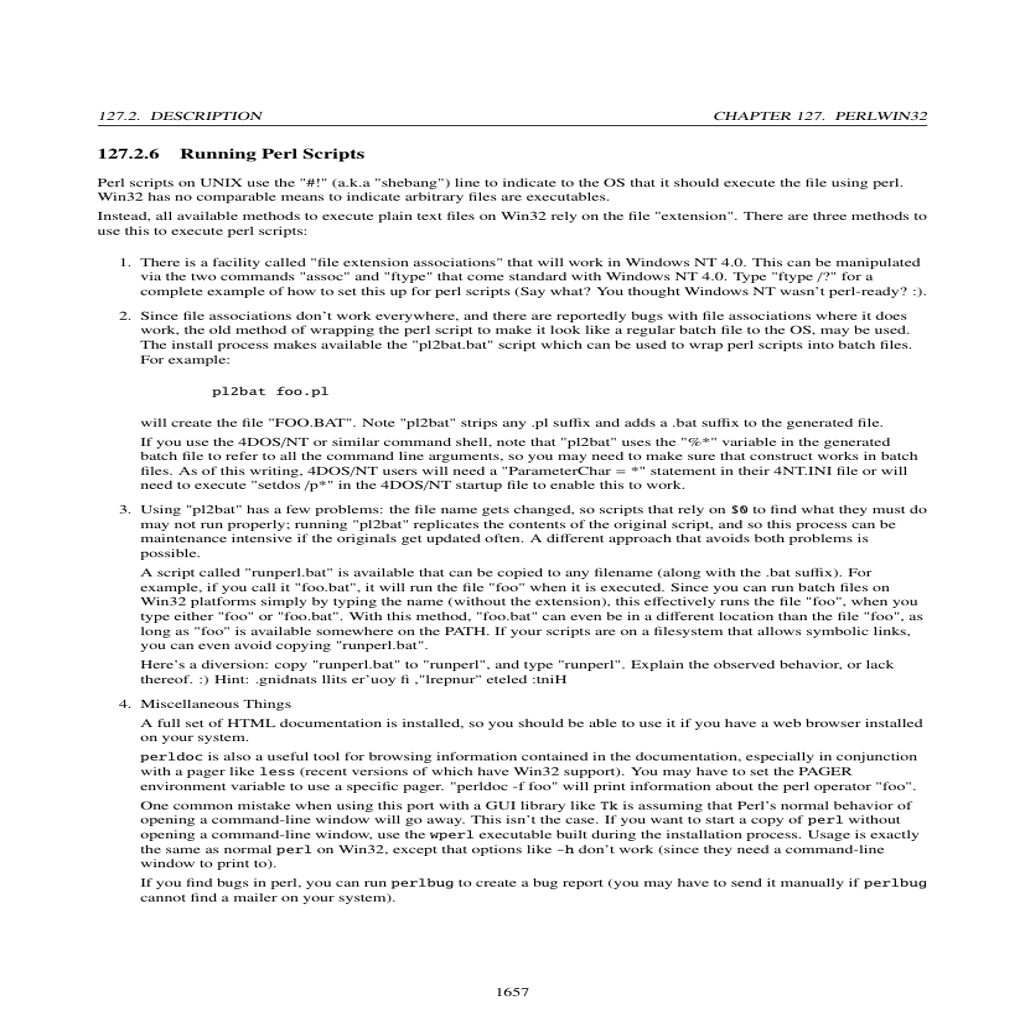 127.2. DESCRIPTION CHAPTER 127. PERLWIN32
127.2.6 Running Perl Scripts
Perl scripts on UNIX use the "#!" (a.k.a "shebang") line to indicate to the OS that it should execute the file using perl.
Win32 has no comparable means to indicate arbitrary files are executables.
Instead, all available methods to execute plain text files on Win32 rely on the file "extension". There are three methods to
use this to execute perl scripts:
1. There is a facility called "file extension associations" that will work in Windows NT 4.0. This can be manipulated
via the two commands "assoc" and "ftype" that come standard with Windows NT 4.0. Type "ftype /?" for a
complete example of how to set this up for perl scripts (Say what? You thought Windows NT wasn't perl-ready? :).
2. Since file associations don't work everywhere, and there are reportedly bugs with file associations where it does
work, the old method of wrapping the perl script to make it look like a regular batch file to the OS, may be used.
The install process makes available the "pl2bat.bat" script which can be used to wrap perl scripts into batch files.
For example:
pl2bat foo.pl
will create the file "FOO.BAT". Note "pl2bat" strips any .pl suffix and adds a .bat suffix to the generated file.
If you use the 4DOS/NT or similar command shell, note that "pl2bat" uses the "%*" variable in the generated
batch file to refer to all the command line arguments, so you may need to make sure that construct works in batch
files. As of this writing, 4DOS/NT users will need a "ParameterChar = *" statement in their 4NT.INI file or will
need to execute "setdos /p*" in the 4DOS/NT startup file to enable this to work.
3. Using "pl2bat" has a few problems: the file name gets changed, so scripts that rely on $0 to find what they must do
may not run properly; running "pl2bat" replicates the contents of the original script, and so this process can be
maintenance intensive if the originals get updated often. A different approach that avoids both problems is
possible.
A script called "runperl.bat" is available that can be copied to any filename (along with the .bat suffix). For
example, if you call it "foo.bat", it will run the file "foo" when it is executed. Since you can run batch files on
Win32 platforms simply by typing the name (without the extension), this effectively runs the file "foo", when you
type either "foo" or "foo.bat". With this method, "foo.bat" can even be in a different location than the file "foo", as
long as "foo" is available somewhere on the PATH. If your scripts are on a filesystem that allows symbolic links,
you can even avoid copying "runperl.bat".
Here's a diversion: copy "runperl.bat" to "runperl", and type "runperl". Explain the observed behavior, or lack
thereof. :) Hint: .gnidnats llits er'uoy fi ,"lrepnur" eteled :tniH
4. Miscellaneous Things
A full set of HTML documentation is installed, so you should be able to use it if you have a web browser installed
on your system.
perldoc is also a useful tool for browsing information contained in the documentation, especially in conjunction
with a pager like less (recent versions of which have Win32 support). You may have to set the PAGER
environment variable to use a specific pager. "perldoc -f foo" will print information about the perl operator "foo".
One common mistake when using this port with a GUI library like Tk is assuming that Perl's normal behavior of
opening a command-line window will go away. This isn't the case. If you want to start a copy of perl without
opening a command-line window, use the wperl executable built during the installation process. Usage is exactly
the same as normal perl on Win32, except that options like -h don't work (since they need a command-line
window to print to).
If you find bugs in perl, you can run perlbug to create a bug report (you may have to send it manually if perlbug
cannot find a mailer on your system).
1657